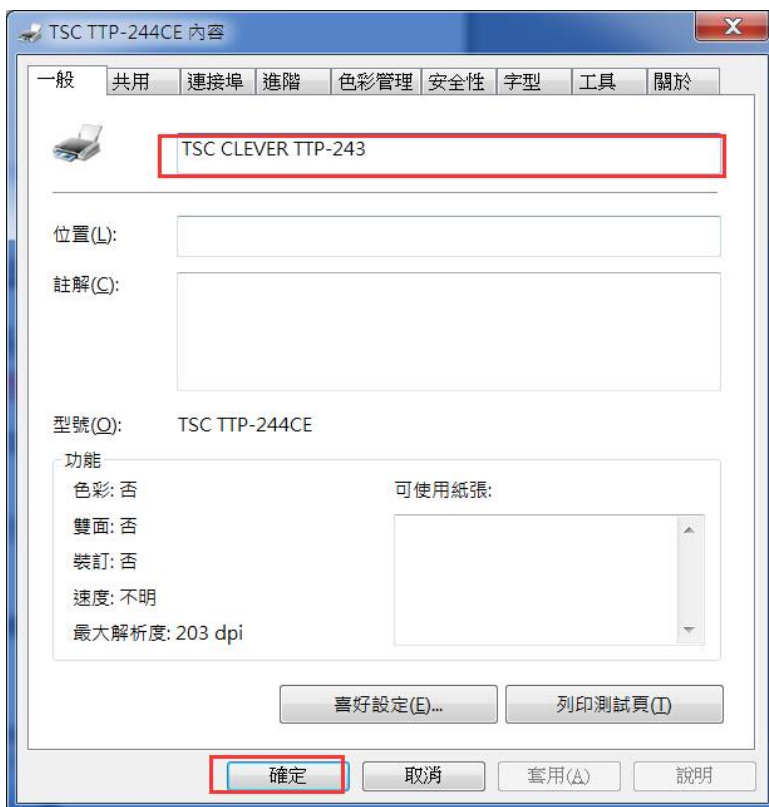 TSC TTP-244CE 內容
一般 共用 連接埠 進階 色彩管理 安全性 字型 工具 關於
TSC CLEVER TTP-243
位置(L):
註解(C):
型號(O): TSC TTP-244CE
功能
色彩: 否 可使用紙張:
雙面: 否
裝訂: 否
速度: 不明
最大解析度: 203 dpi
喜好設定(E)... 列印測試頁(T)
確定 取消 套用(A) 說明